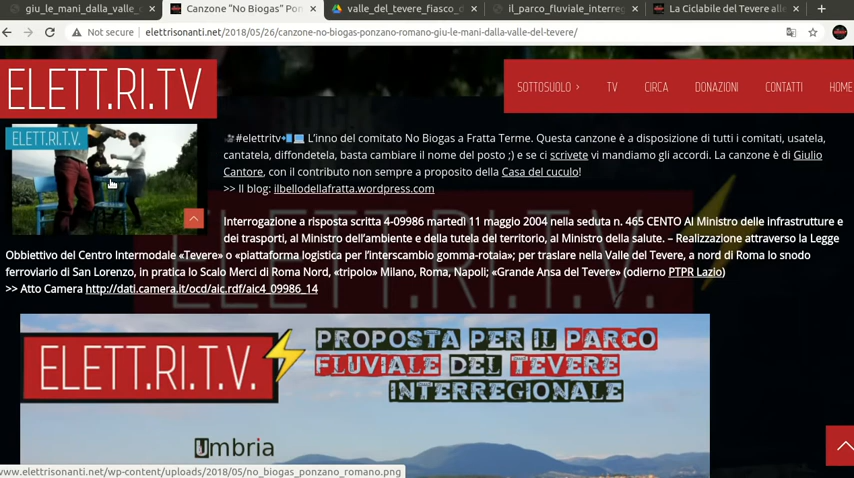 giu_le_mani_dalla_valle_
Canzone “No Biogas” Pon
valle_del_tevere_fiasco_d
il_parco_fluviale_interreg
La Ciclabile del Tevere alle
Not secure | elettrisonanti.net/2018/05/26/canzone-no-biogas-ponzano-romano-giu-le-mani-dalla-valle-del-tevere/
ELETT.RI.TV
SOTTOSUOLO TV CIRCA DONAZIONI CONTATTI HOME
ELETT.RI.T.V.
#elettritv L’inno del comitato No Biogas a Fratta Terme. Questa canzone è a disposizione di tutti i comitati, usatela,
cantatela, diffondetela, basta cambiare il nome del posto ;) e se ci scrivete vi mandiamo gli accordi. La canzone è di Giulio
Cantore, con il contributo non sempre a proposito della Casa del cuculo!
>> Il blog: ilbellodellafratta.wordpress.com
Interrogazione a risposta scritta 4-09986 martedì 11 maggio 2004 nella seduta n. 465 CENTO Al Ministro delle infrastrutture e
dei trasporti, al Ministro dell’ambiente e della tutela del territorio, al Ministro della salute. – Realizzazione attraverso la Legge
Obbiettivo del Centro Intermodale «Tevere» o «piattaforma logistica per l’interscambio gomma-rotaia»; per traslare nella Valle del Tevere, a nord di Roma lo snodo
ferroviario di San Lorenzo, in pratica lo Scalo Merci di Roma Nord, «tripolo» Milano, Roma, Napoli; «Grande Ansa del Tevere» (odierno PTPR Lazio)
>> Atto Camera http://dati.camera.it/ocd/aic.rdf/aic4_09986_14
ELETT.RI.T.V.
PROPOSTA PER IL PARCO
FLUVIALE DEL TEVERE
INTERREGIONALE
Umbria
www.elettrisonanti.net/wp-content/uploads/2018/05/no_biogas_ponzano_romano.png